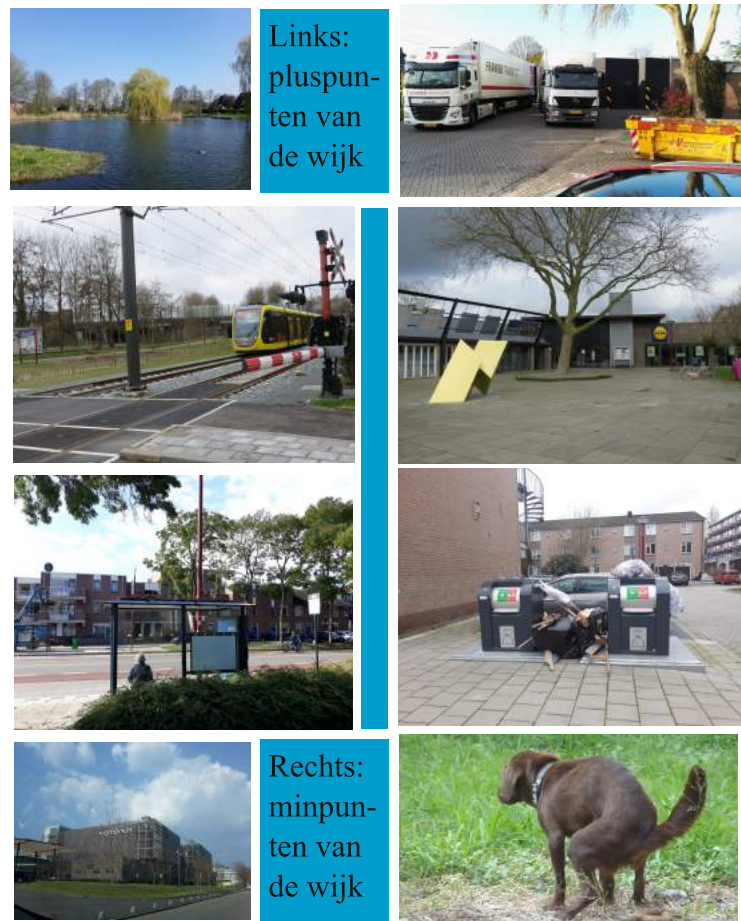 Links:
pluspun-
ten van
de wijk
Rechts:
minpun-
ten van
de wijk